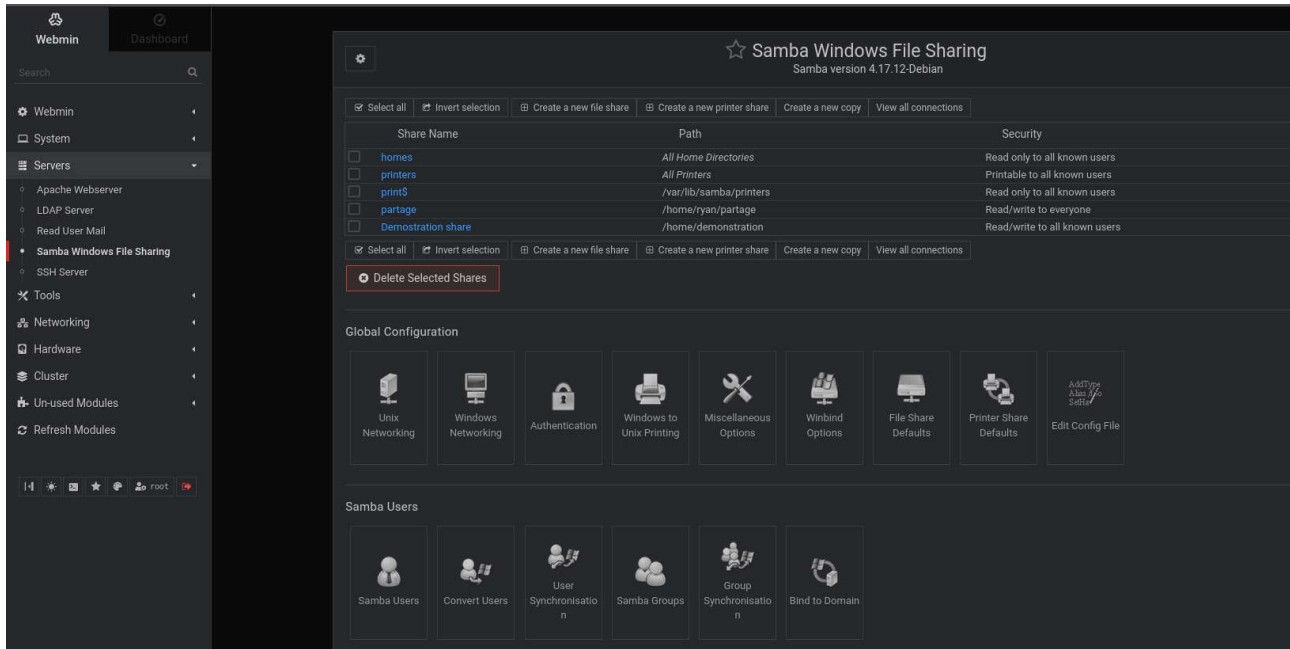 Webmin
Dashboard
Search
Webmin
System
Servers
Apache Webserver
LDAP Server
Read User Mail
Samba Windows File Sharing
SSH Server
Tools
Networking
Hardware
Cluster
Un-used Modules
Refresh Modules
root
Samba Windows File Sharing
Samba version 4.17.12-Debian
Select all Invert selection Create a new file share Create a new printer share Create a new copy View all connections
Share Name Path Security
homes All Home Directories Read only to all known users
printers All Printers Printable to all known users
print$ /var/lib/samba/printers Read only to all known users
partage /home/ryan/partage Read/write to everyone
Demostration share /home/demonstration Read/write to all known users
Select all Invert selection Create a new file share Create a new printer share Create a new copy View all connections
Delete Selected Shares
Global Configuration
Unix
Networking
Windows
Networking
Authentication
Windows to
Unix Printing
Miscellaneous
Options
Winbind
Options
File Share
Defaults
Printer Share
Defaults
AddType
Edit Config File
Samba Users
Samba Users
Convert Users
User
Synchronisatio
n
Samba Groups
Group
Synchronisatio
n
Bind to Domain